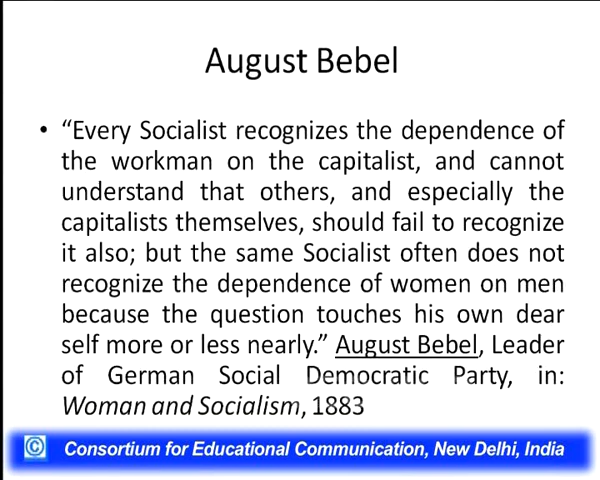 August Bebel
• “Every Socialist recognizes the dependence of
the workman on the capitalist, and cannot
understand that others, and especially the
capitalists themselves, should fail to recognize
it also; but the same Socialist often does not
recognize the dependence of women on men
because the question touches his own dear
self more or less nearly.” August Bebel, Leader
of German Social Democratic Party, in:
Woman and Socialism, 1883
© Consortium for Educational Communication, New Delhi, India